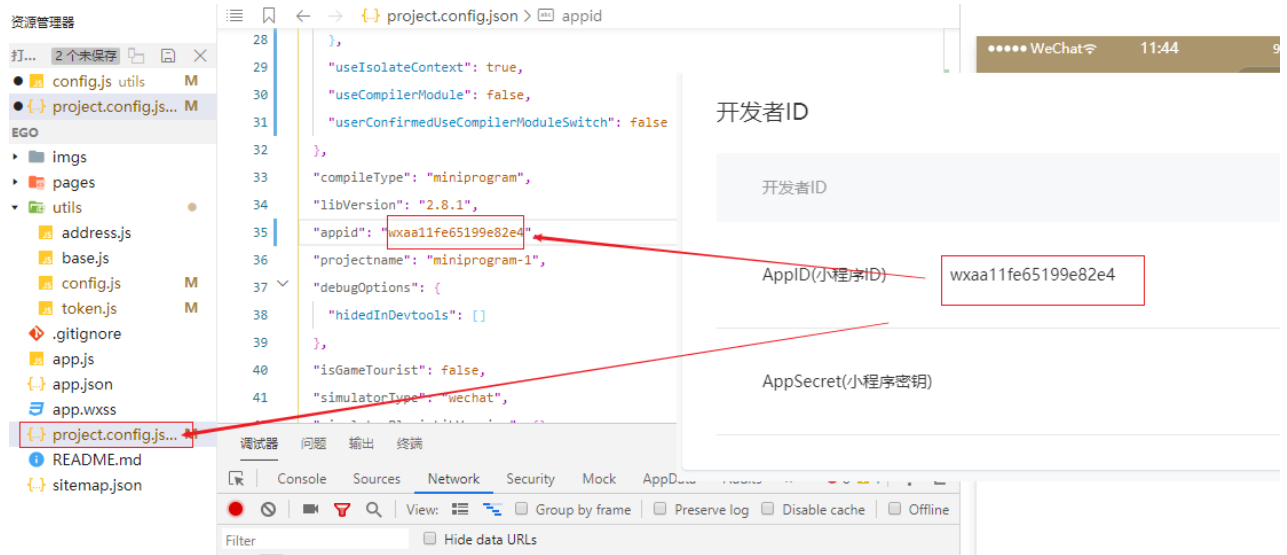 资源管理器
打... 2 个未保存
config.js utils M
project.config.js... M
EGO
imgs
pages
utils
address.js
base.js
config.js M
token.js M
.gitignore
app.js
app.json
app.wxss
project.config.js... M
README.md
sitemap.json
project.config.json > abc appid
28 },
29 "useIsolateContext": true,
30 "useCompilerModule": false,
31 "userConfirmedUseCompilerModuleSwitch": false
32 },
33 "compileType": "miniprogram",
34 "libVersion": "2.8.1",
35 "appid": "wxaa11fe65199e82e4",
36 "projectname": "miniprogram-1",
37 "debugOptions": {
38 "hidedInDevtools": []
39 },
40 "isGameTourist": false,
41 "simulatorType": "wechat",
调试器 问题 输出 终端
Console Sources Network Security Mock AppData
View: Group by frame Preserve log Disable cache Offline
Filter Hide data URLs
WeChat 11:44 9
开发者ID
开发者ID
AppID(小程序ID) wxaa11fe65199e82e4
AppSecret(小程序密钥)